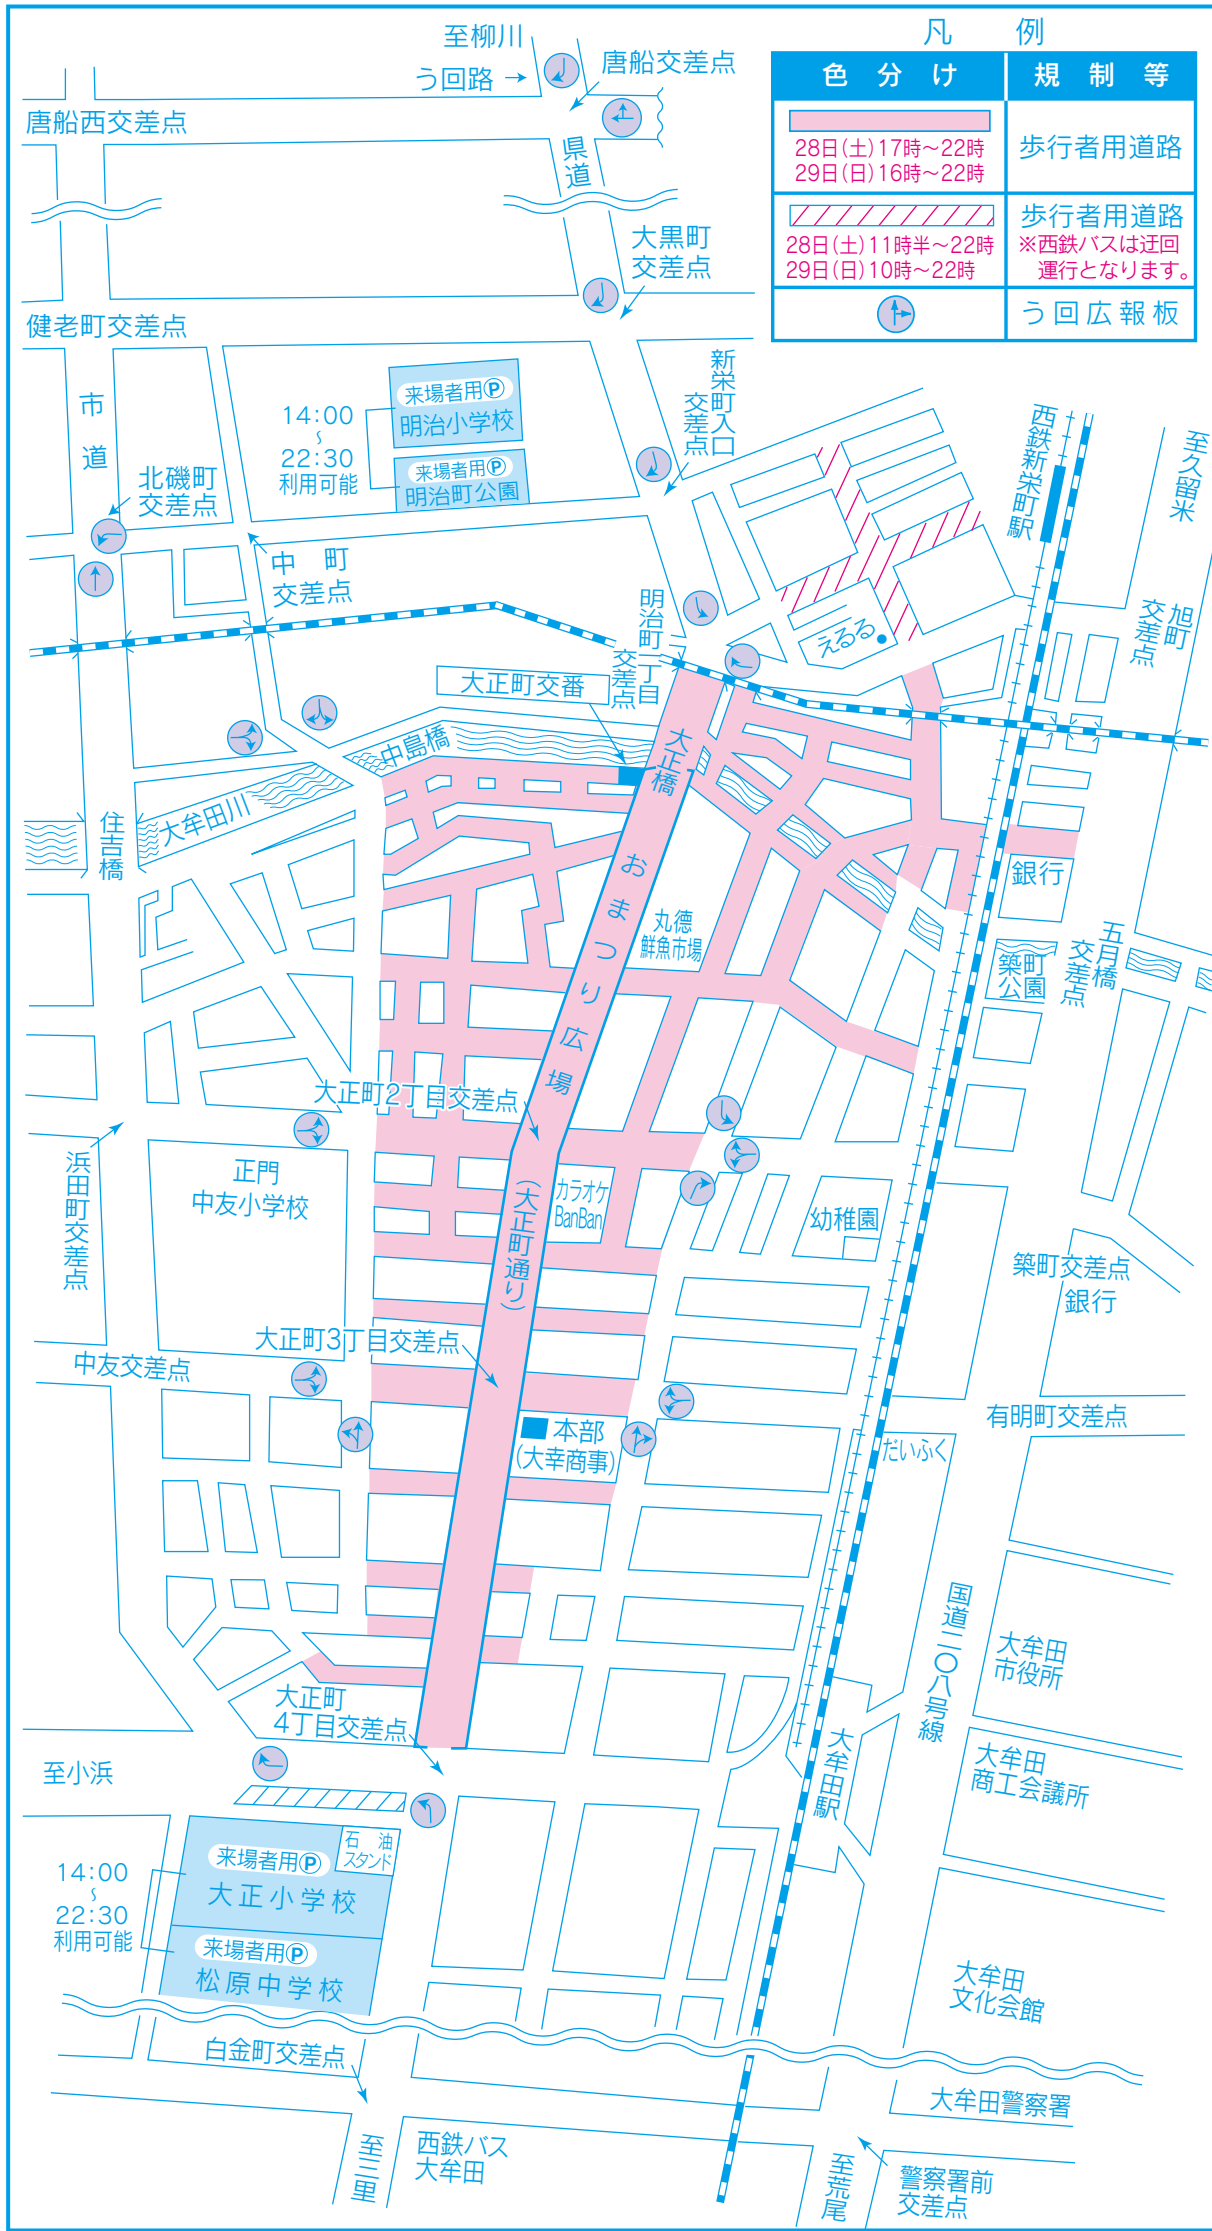 凡例
色分け
規制等
28日(土)17時～22時
29日(日)16時～22時
歩行者用道路
28日(土)11時半～22時
29日(日)10時～22時
歩行者用道路
※西鉄バスは迂回
運行となります。
う回広報板
至柳川
う回路→
唐船交差点
唐船西交差点
県道
大黒町
交差点
健老町交差点
市道
新栄町入口
交差点
来場者用Ⓟ
明治小学校
来場者用Ⓟ
明治町公園
14:00
～
22:30
利用可能
北磯町
交差点
中町
交差点
西鉄新栄町駅
至久留米
旭町
交差点
明治町一丁目
交差点
えるる
大正町交番
中島橋
大正橋
大牟田川
住吉橋
おまつり広場
丸徳
鮮魚市場
銀行
築町
公園
五月橋
交差点
大正町2丁目交差点
浜田町交差点
正門
中友小学校
カラオケ
BanBan
(大正町通り)
幼稚園
築町交差点
銀行
大正町3丁目交差点
中友交差点
有明町交差点
本部
(大幸商事)
だいふく
国道二〇八号線
大牟田
市役所
大正町
4丁目交差点
大牟田駅
大牟田
商工会議所
至小浜
石油
スタンド
来場者用Ⓟ
大正小学校
14:00
～
22:30
利用可能
来場者用Ⓟ
松原中学校
大牟田
文化会館
白金町交差点
大牟田警察署
至三里
西鉄バス
大牟田
至荒尾
警察署前
交差点